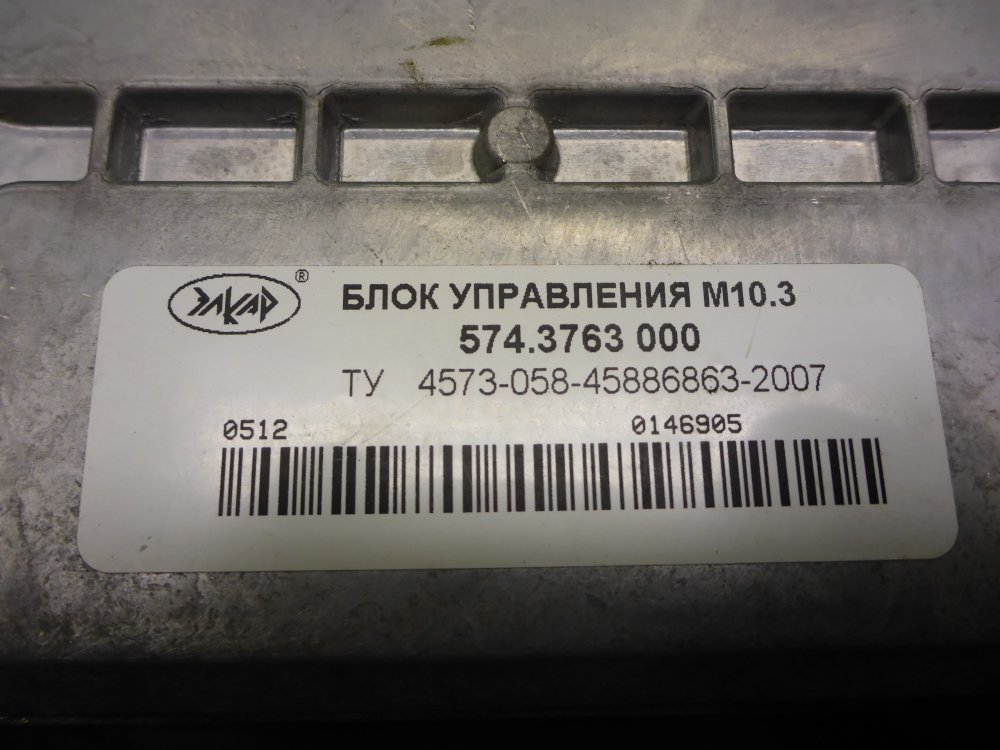 ЭЛКАР ®
БЛОК УПРАВЛЕНИЯ М10.3
574.3763 000
ТУ 4573-058-45886863-2007
0512 0146905